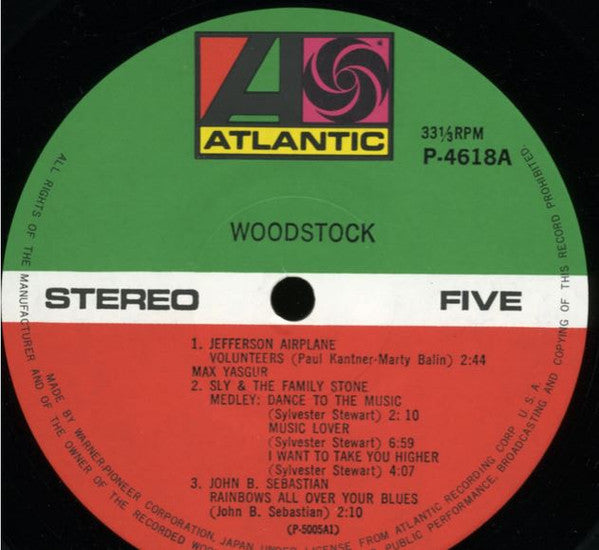 ATLANTIC
33⅓RPM
P-4618A
WOODSTOCK
STEREO
FIVE
1. JEFFERSON AIRPLANE
VOLUNTEERS (Paul Kantner-Marty Balin) 2:44
MAX YASGUR
2. SLY & THE FAMILY STONE
MEDLEY: DANCE TO THE MUSIC
(Sylvester Stewart) 2: 10
MUSIC LOVER
(Sylvester Stewart) 6:59
I WANT TO TAKE YOU HIGHER
(Sylvester Stewart) 4:07
3. JOHN B. SEBASTIAN
RAINBOWS ALL OVER YOUR BLUES
(John B. Sebastian) 2:10
(P-5005A1)
MADE BY WARNER-PIONEER CORPORATION, JAPAN UNDER LICENSE FROM ATLANTIC RECORDING CORP. U. S. A.
ALL RIGHTS OF THE MANUFACTURER AND OF THE OWNER OF THE RECORDED PUBLIC PERFORMANCE, BROADCASTING AND COPYING OF THIS RECORD PROHIBITED